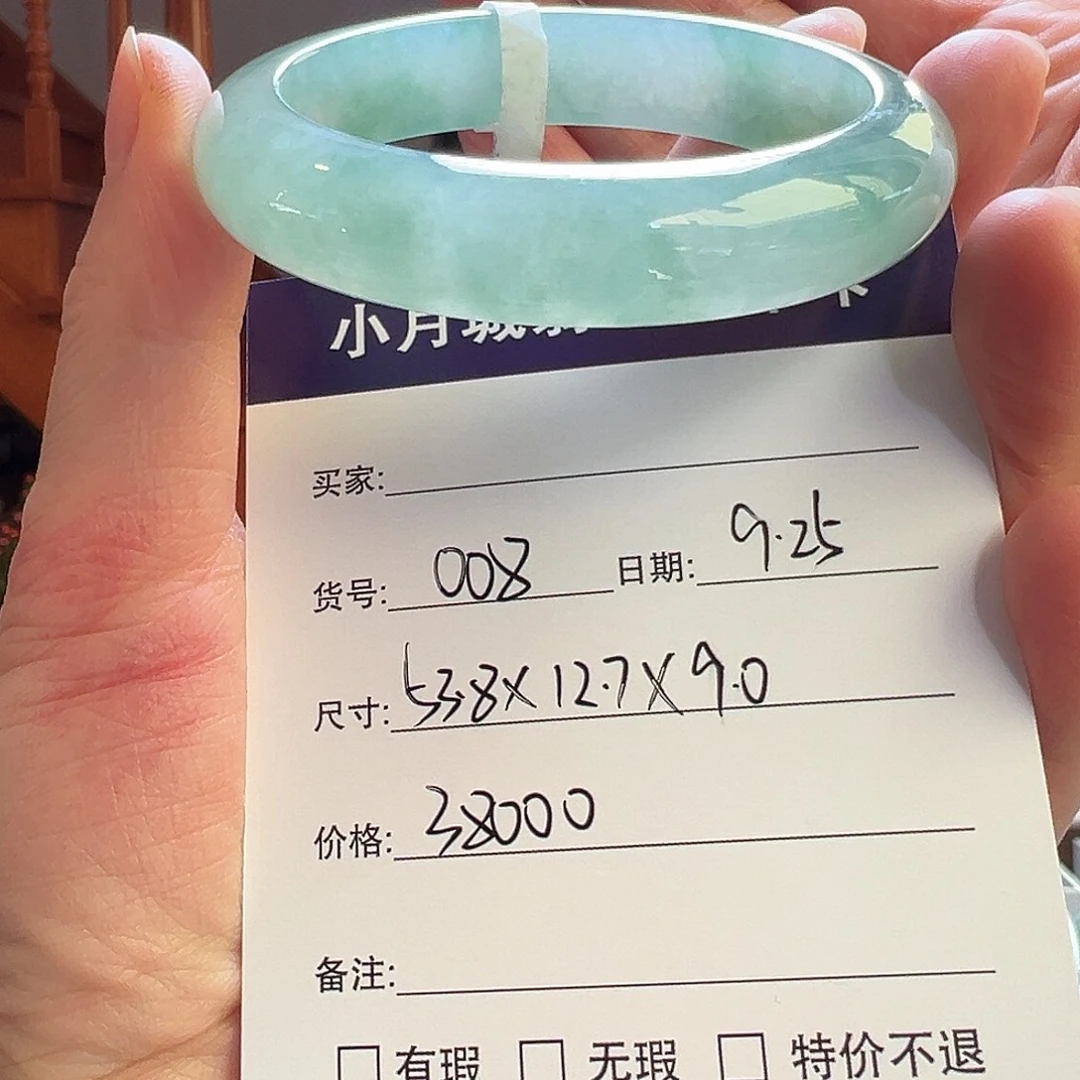 小月城
买家:
货号: 008 日期: 9.25
尺寸: 53.8X12.7X9.0
价格: 38000
备注:
有瑕 无瑕 特价不退